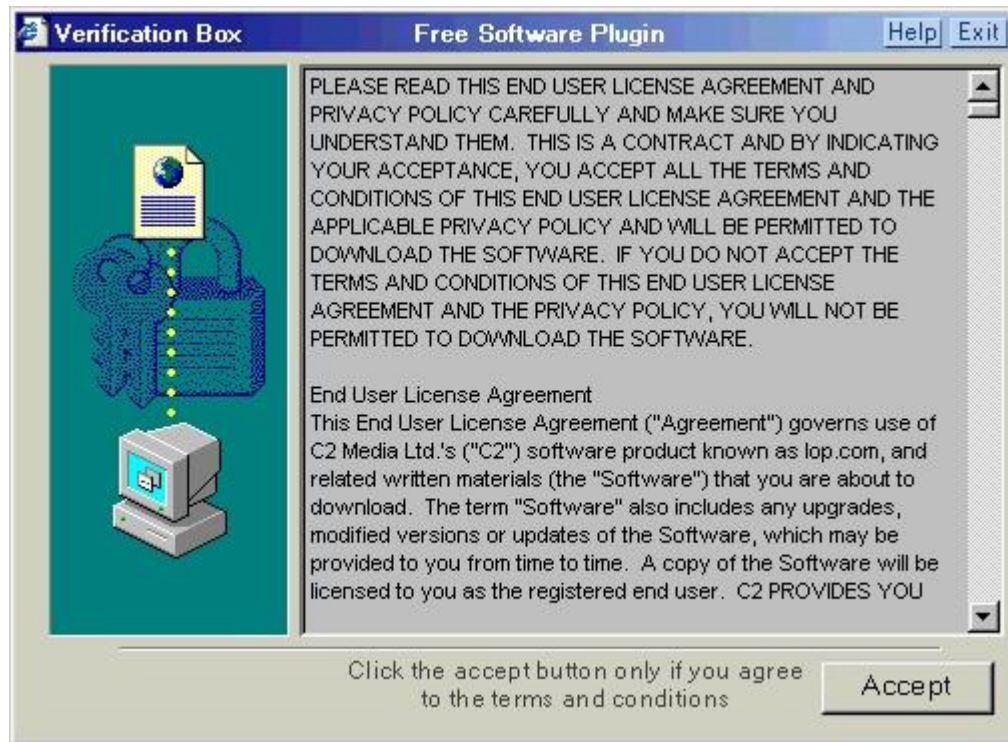 Verification Box Free Software Plugin Help Exit
PLEASE READ THIS END USER LICENSE AGREEMENT AND
PRIVACY POLICY CAREFULLY AND MAKE SURE YOU
UNDERSTAND THEM. THIS IS A CONTRACT AND BY INDICATING
YOUR ACCEPTANCE, YOU ACCEPT ALL THE TERMS AND
CONDITIONS OF THIS END USER LICENSE AGREEMENT AND THE
APPLICABLE PRIVACY POLICY AND WILL BE PERMITTED TO
DOWNLOAD THE SOFTWARE. IF YOU DO NOT ACCEPT THE
TERMS AND CONDITIONS OF THIS END USER LICENSE
AGREEMENT AND THE PRIVACY POLICY, YOU WILL NOT BE
PERMITTED TO DOWNLOAD THE SOFTWARE.
End User License Agreement
This End User License Agreement ("Agreement") governs use of
C2 Media Ltd.'s ("C2") software product known as lop.com, and
related written materials (the "Software") that you are about to
download. The term "Software" also includes any upgrades,
modified versions or updates of the Software, which may be
provided to you from time to time. A copy of the Software will be
licensed to you as the registered end user. C2 PROVIDES YOU
Click the accept button only if you agree
to the terms and conditions
Accept